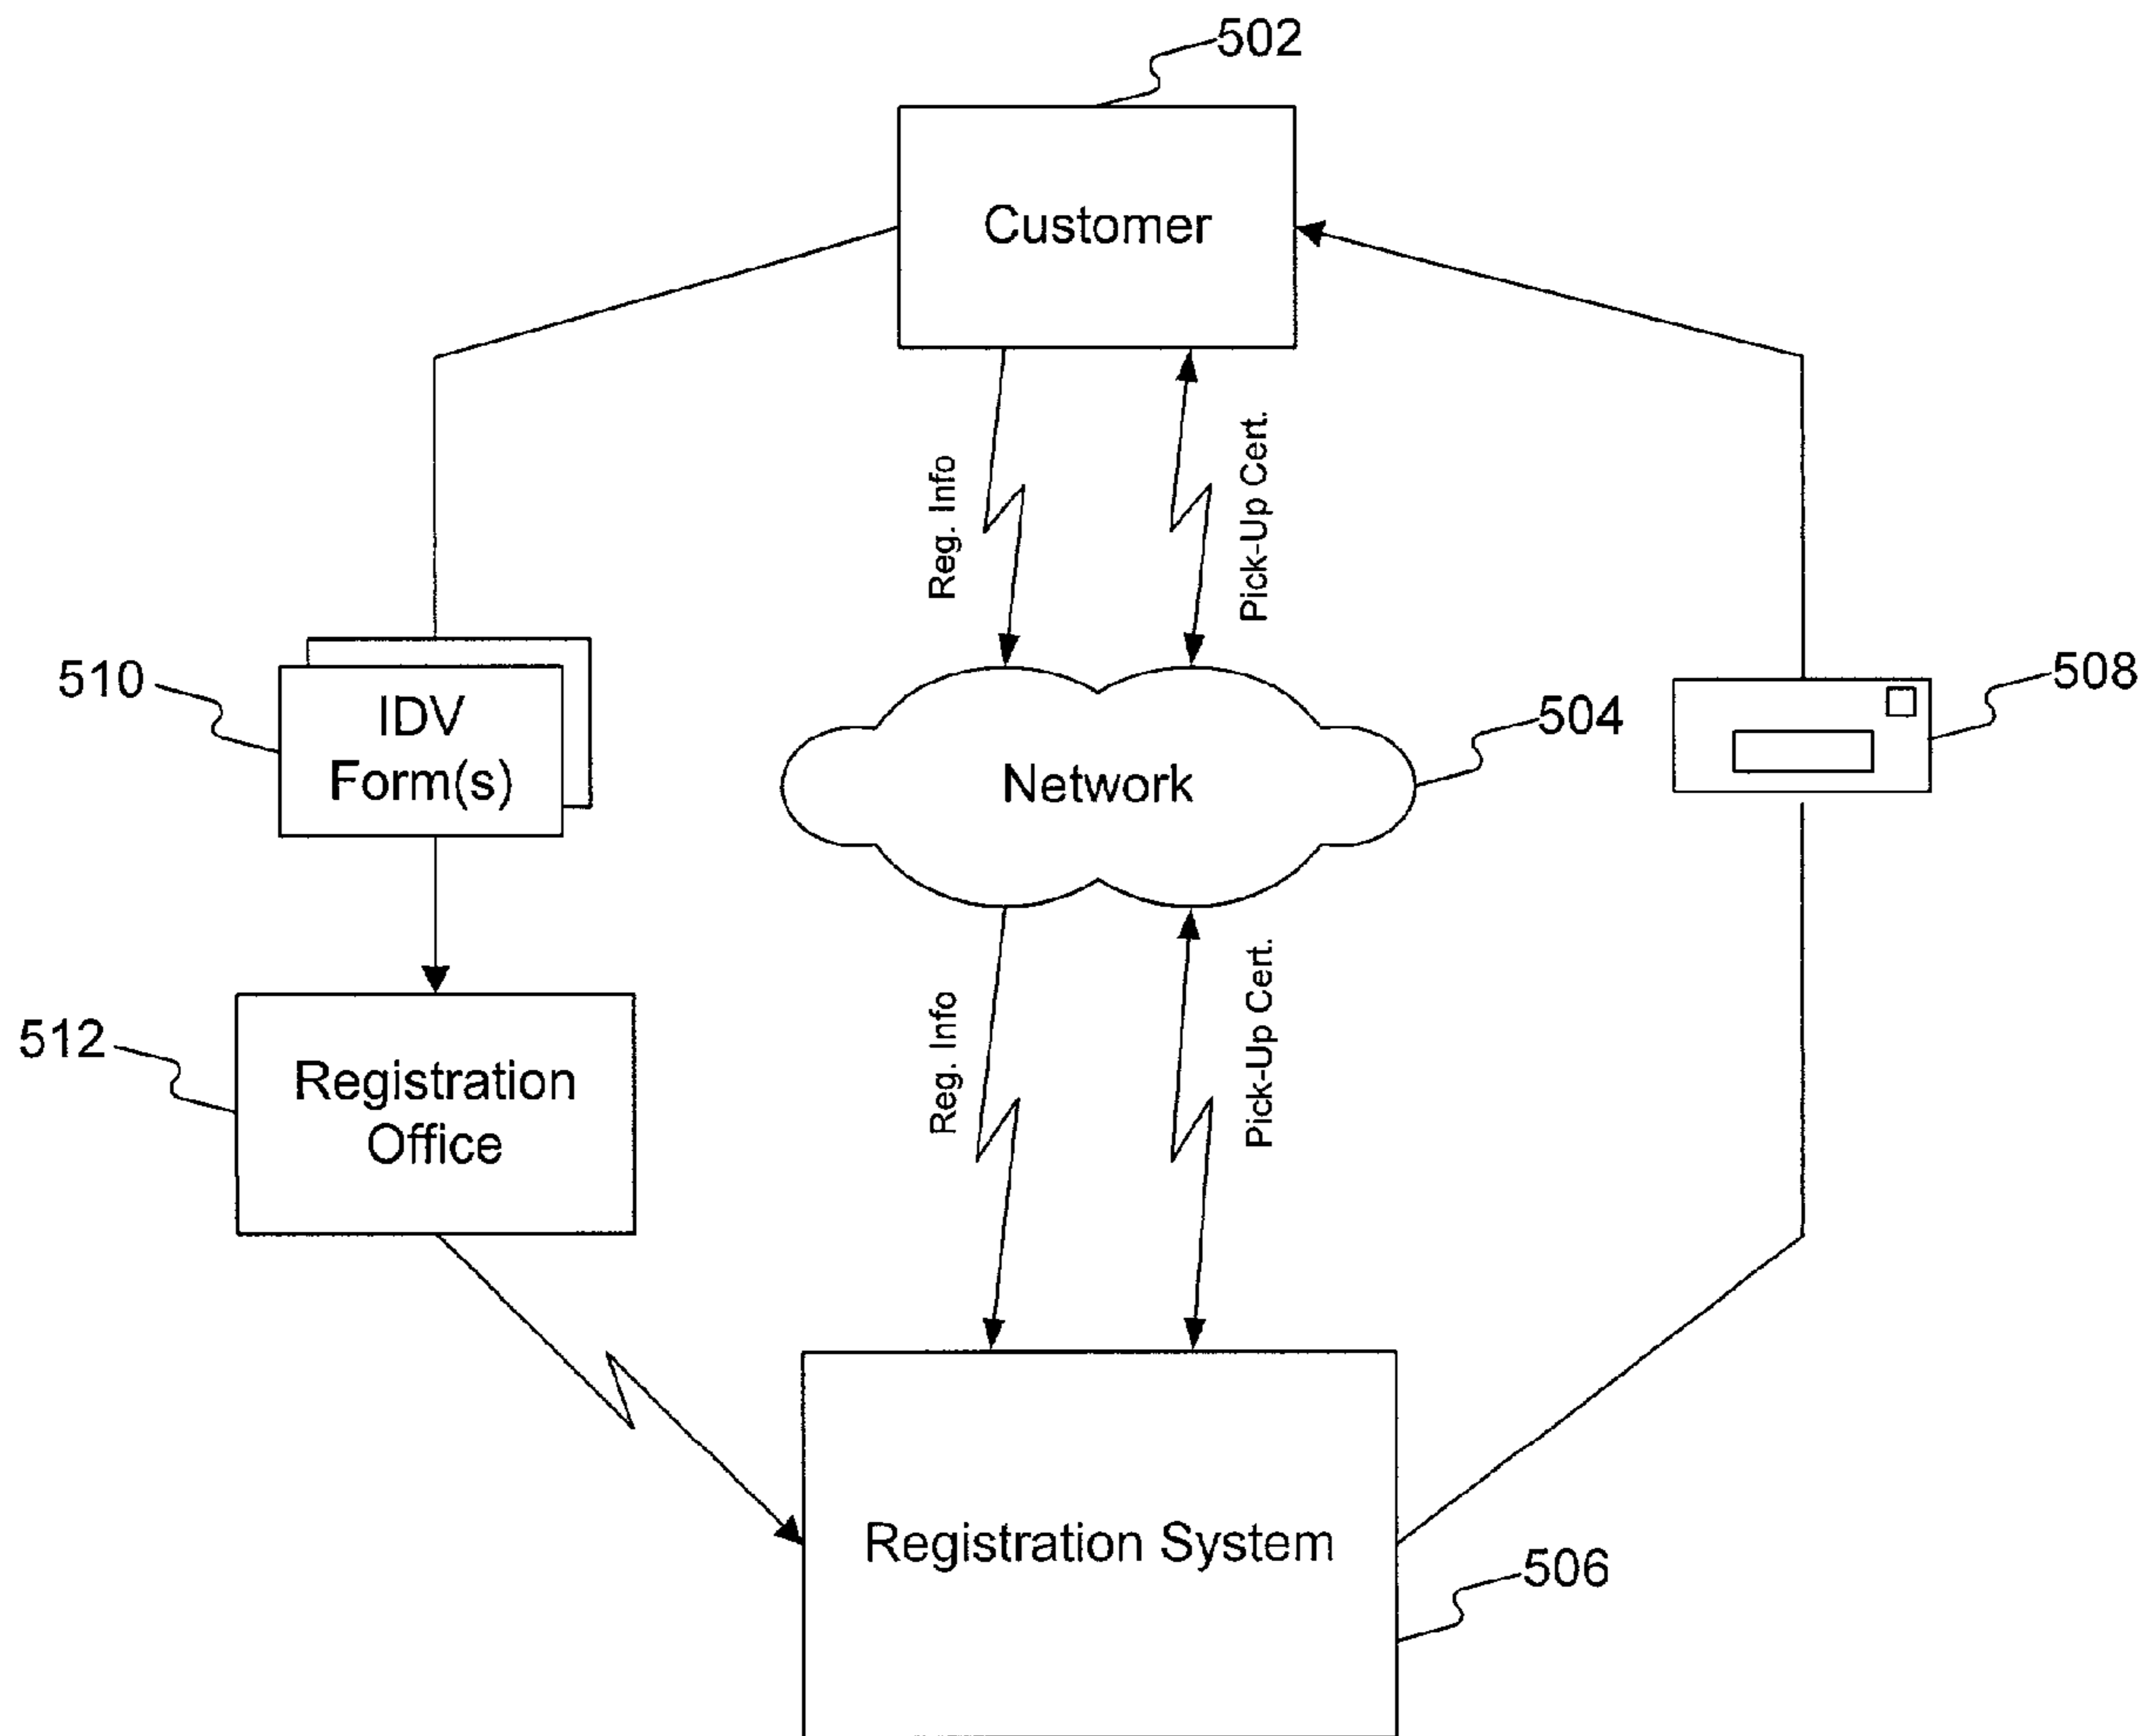 502
Customer
Reg. Info
Pick-Up Cert.
510
IDV
Form(s)
Network
504
508
512
Registration
Office
Reg. Info
Pick-Up Cert.
Registration System
506